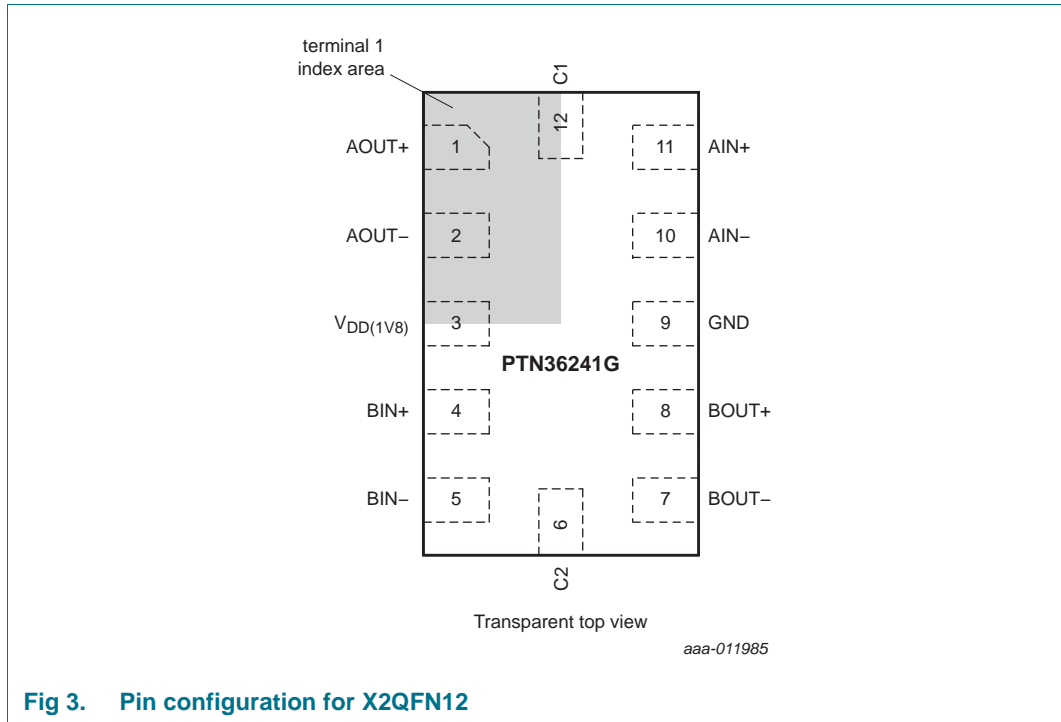 terminal 1
index area
C1
12
AOUT+ 1 11 AIN+
AOUT− 2 10 AIN−
VDD(1V8) 3 9 GND
PTN36241G
BIN+ 4 8 BOUT+
BIN− 5 7 BOUT−
6
C2
Transparent top view
aaa-011985
Fig 3. Pin configuration for X2QFN12